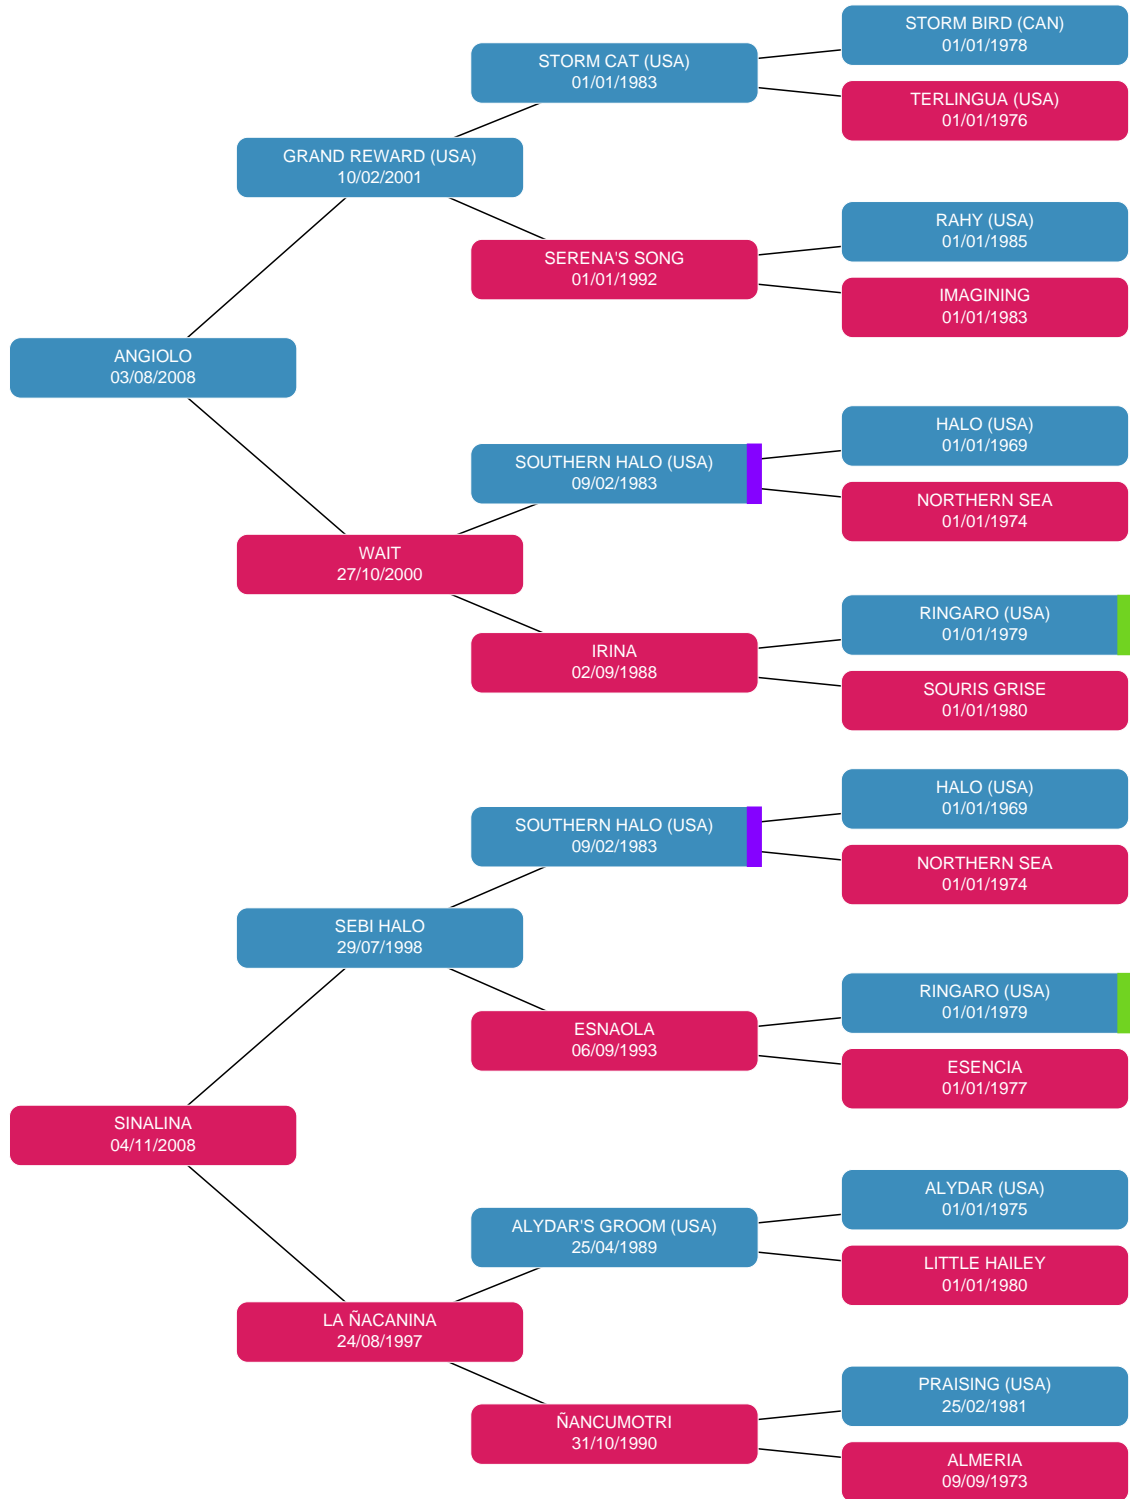 STORM BIRD (CAN)
01/01/1978
STORM CAT (USA)
01/01/1983
TERLINGUA (USA)
01/01/1976
GRAND REWARD (USA)
10/02/2001
RAHY (USA)
01/01/1985
SERENA'S SONG
01/01/1992
IMAGINING
01/01/1983
ANGIOLO
03/08/2008
HALO (USA)
01/01/1969
SOUTHERN HALO (USA)
09/02/1983
NORTHERN SEA
01/01/1974
WAIT
27/10/2000
RINGARO (USA)
01/01/1979
IRINA
02/09/1988
SOURIS GRISE
01/01/1980
HALO (USA)
01/01/1969
SOUTHERN HALO (USA)
09/02/1983
NORTHERN SEA
01/01/1974
SEBI HALO
29/07/1998
RINGARO (USA)
01/01/1979
ESNAOLA
06/09/1993
ESENCIA
01/01/1977
SINALINA
04/11/2008
ALYDAR (USA)
01/01/1975
ALYDAR'S GROOM (USA)
25/04/1989
LITTLE HAILEY
01/01/1980
LA ÑACANINA
24/08/1997
PRAISING (USA)
25/02/1981
ÑANCUMOTRI
31/10/1990
ALMERIA
09/09/1973